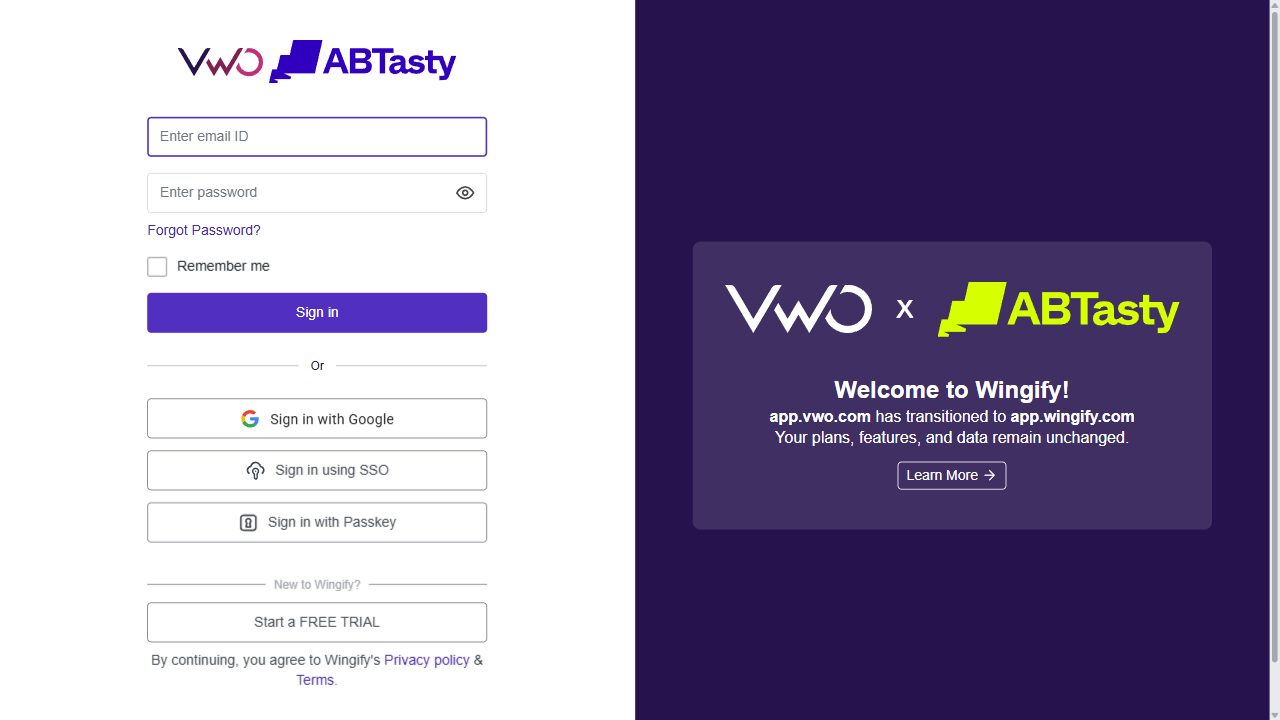 VWO ABTasty
Enter email ID
Enter password
Forgot Password?
Remember me
Sign in
Or
Sign in with Google
Sign in using SSO
Sign in with Passkey
New to Wingify?
Start a FREE TRIAL
By continuing, you agree to Wingify's Privacy policy &
Terms.
VWO x ABTasty
Welcome to Wingify!
app.vwo.com has transitioned to app.wingify.com
Your plans, features, and data remain unchanged.
Learn More →